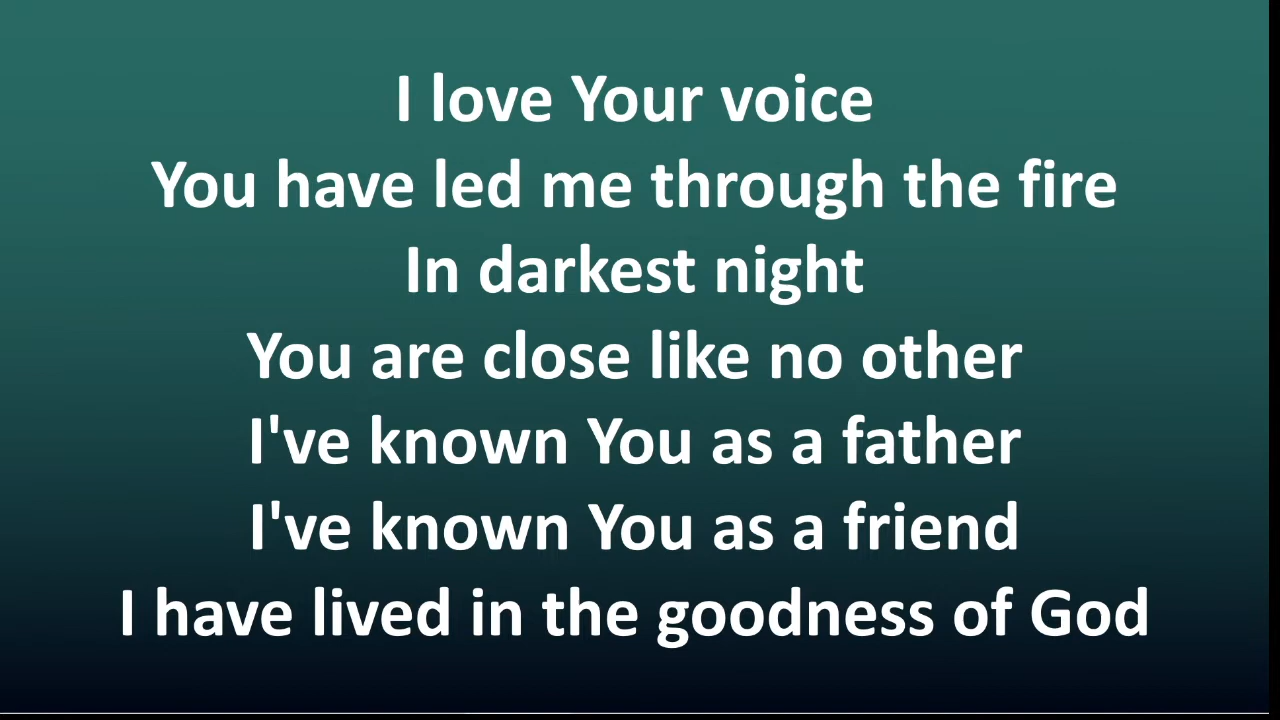 I love Your voice
You have led me through the fire
In darkest night
You are close like no other
I've known You as a father
I've known You as a friend
I have lived in the goodness of God